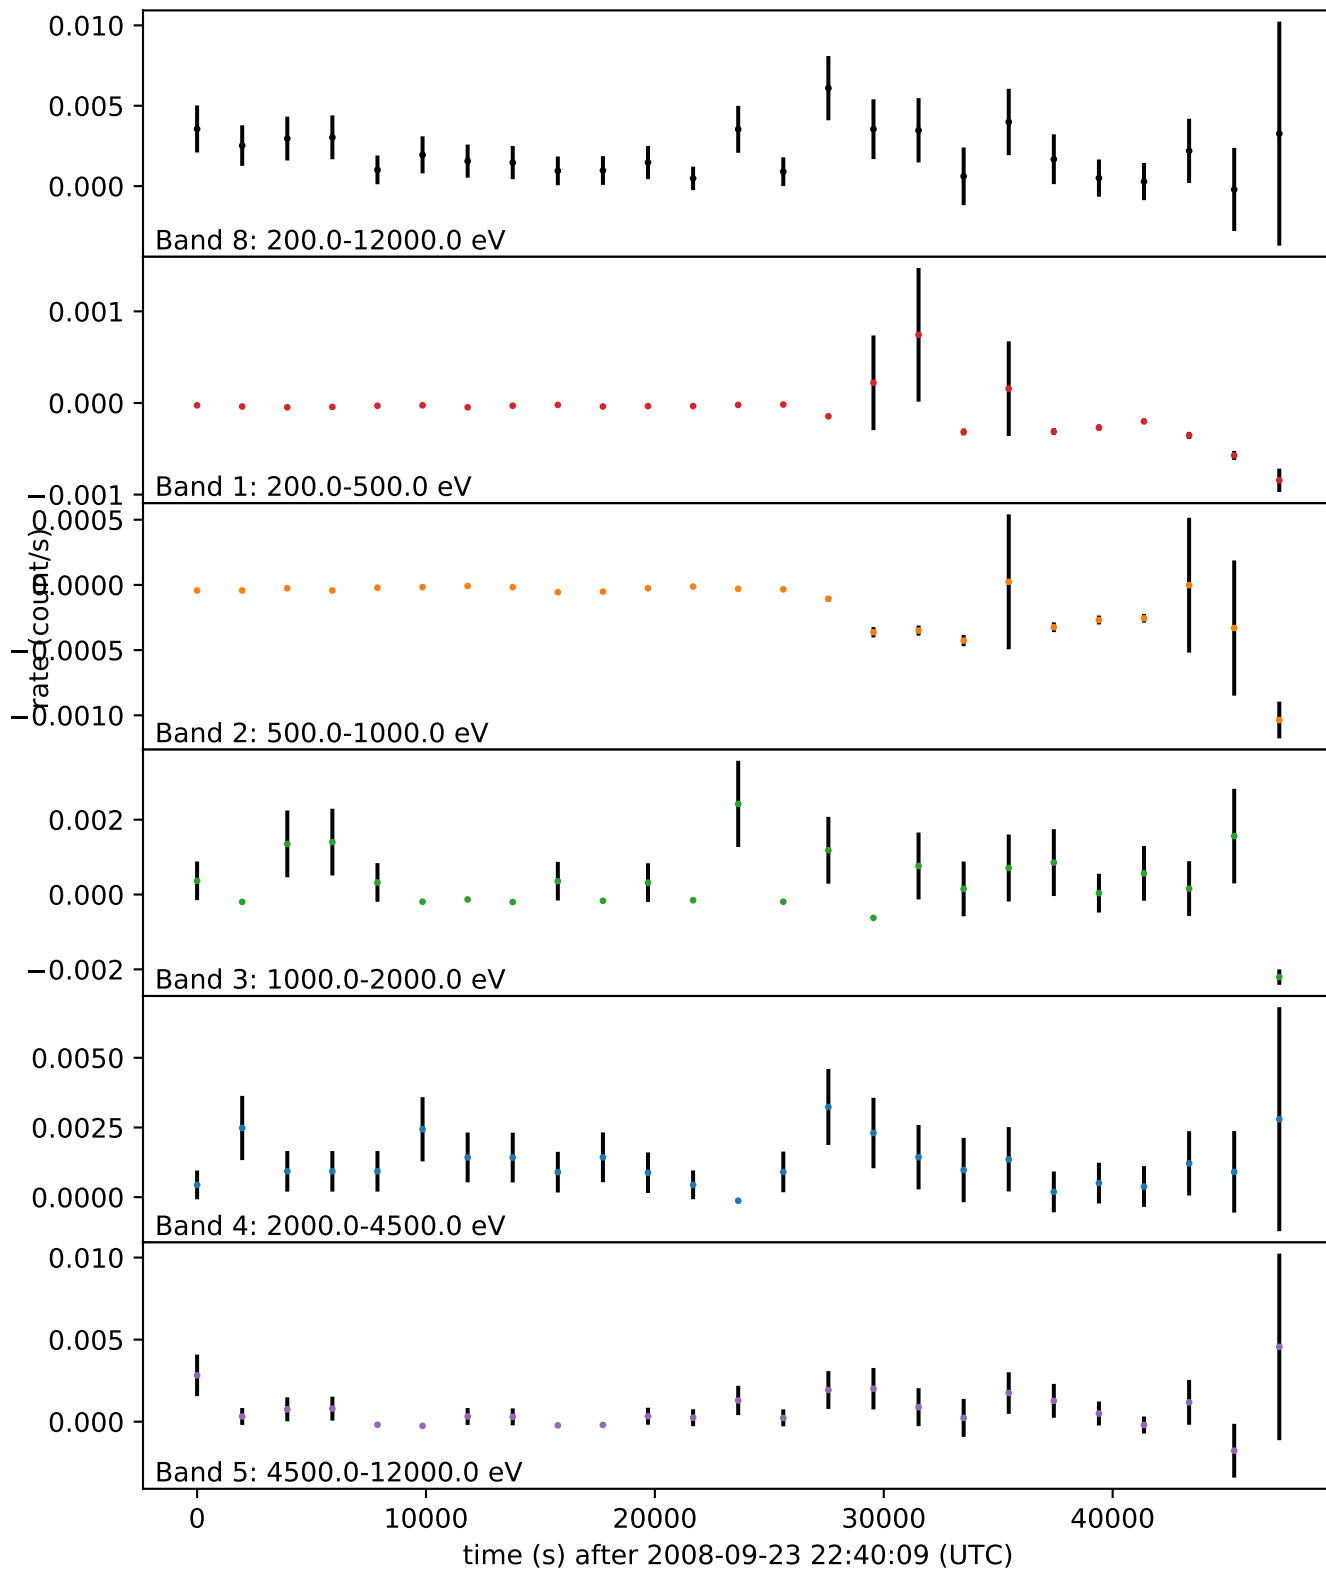 0.010
0.005
0.000
Band 8: 200.0-12000.0 eV
0.001
0.000
−0.001
Band 1: 200.0-500.0 eV
rate (count/s)
0.0005
0.0000
−0.0005
−0.0010
Band 2: 500.0-1000.0 eV
0.002
0.000
−0.002
Band 3: 1000.0-2000.0 eV
0.0050
0.0025
0.0000
Band 4: 2000.0-4500.0 eV
0.010
0.005
0.000
Band 5: 4500.0-12000.0 eV
0 10000 20000 30000 40000
time (s) after 2008-09-23 22:40:09 (UTC)